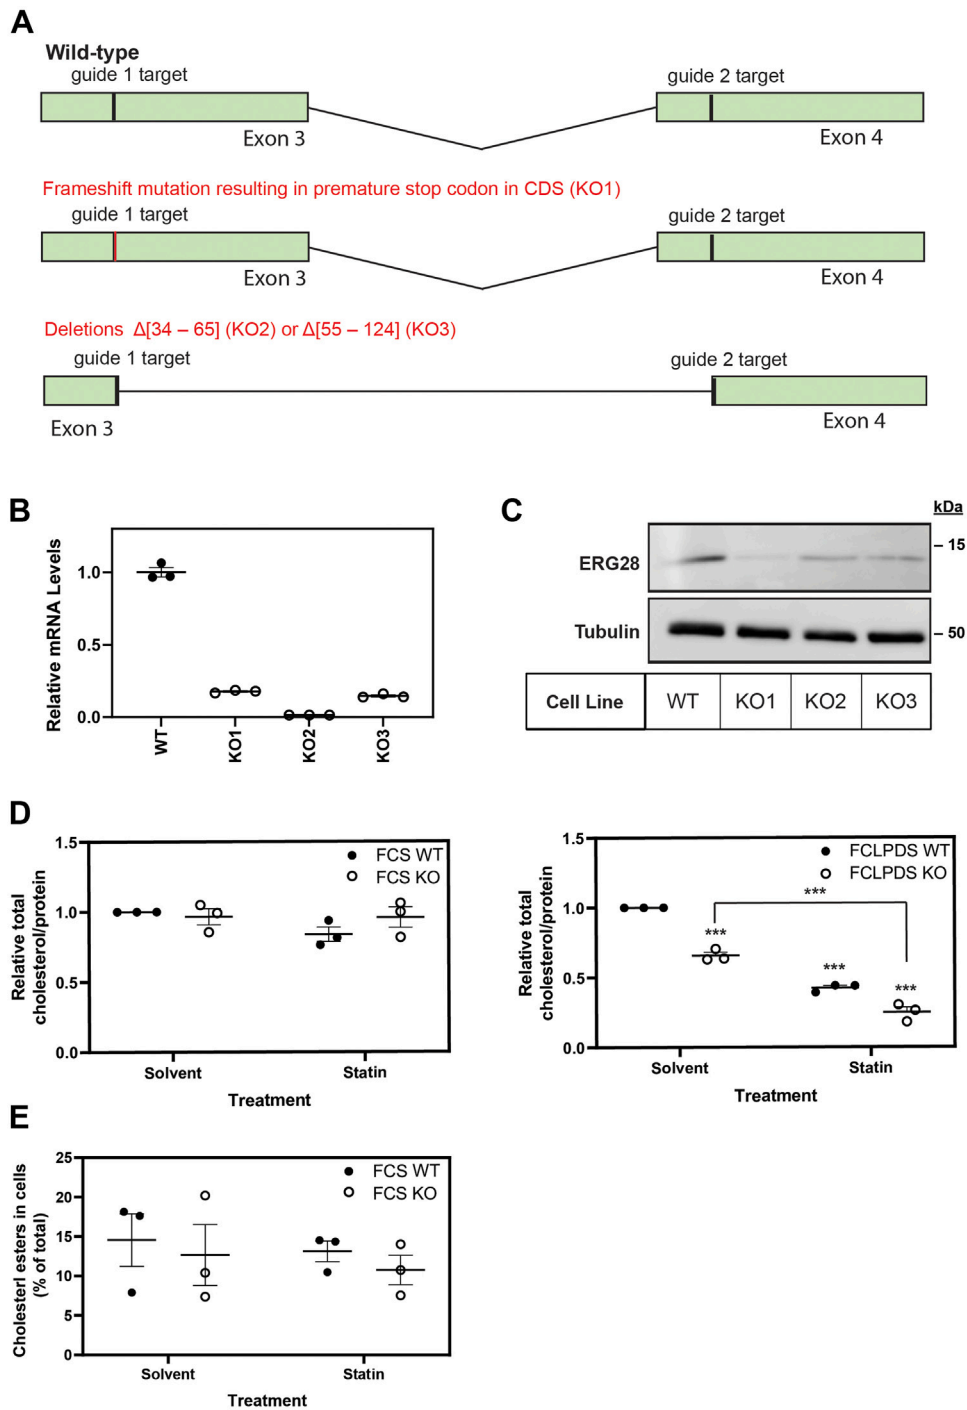 A
Wild-type
guide 1 target
guide 2 target
Exon 3
Exon 4
Frameshift mutation resulting in premature stop codon in CDS (KO1)
guide 1 target
guide 2 target
Exon 3
Exon 4
Deletions Δ[34 – 65] (KO2) or Δ[55 – 124] (KO3)
guide 1 target
guide 2 target
Exon 3
Exon 4
B
Relative mRNA Levels
1.0
0.5
0.0
WT
KO1
KO2
KO3
C
kDa
ERG28
– 15
Tubulin
– 50
Cell Line
WT
KO1
KO2
KO3
D
Relative total
cholesterol/protein
1.5
1.0
0.5
0.0
FCS WT
FCS KO
Solvent
Statin
Treatment
Relative total
cholesterol/protein
1.5
1.0
0.5
0.0
FCLPDS WT
FCLPDS KO
***
***
***
***
Solvent
Statin
Treatment
E
Cholesterl esters in cells
(% of total)
25
20
15
10
5
0
FCS WT
FCS KO
Solvent
Statin
Treatment